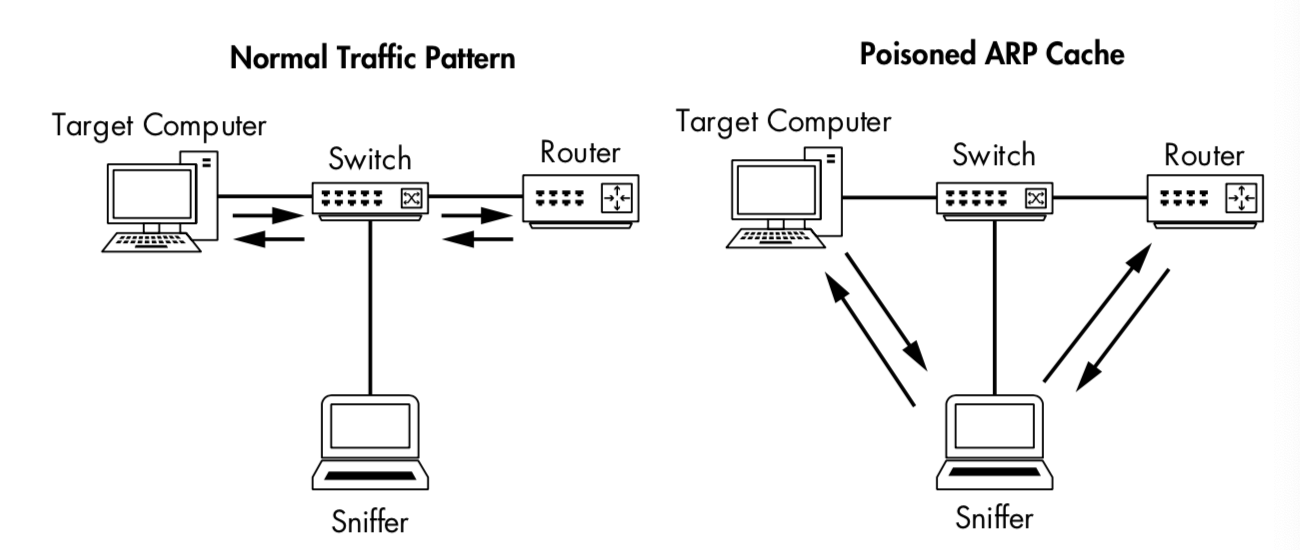 Normal Traffic Pattern
Target Computer
Switch
Router
Sniffer
Poisoned ARP Cache
Target Computer
Switch
Router
Sniffer